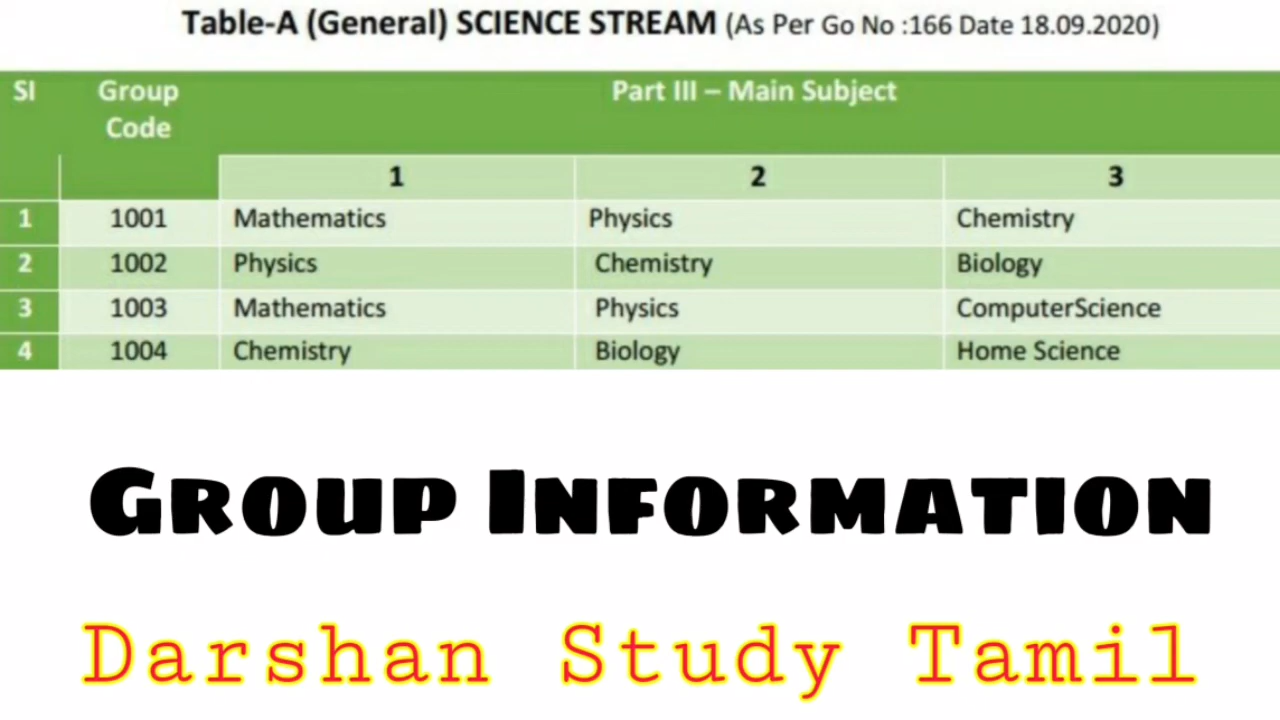 Table-A (General) SCIENCE STREAM (As Per Go No :166 Date 18.09.2020)
Sl Group Code Part III – Main Subject
1 2 3
1 1001 Mathematics Physics Chemistry
2 1002 Physics Chemistry Biology
3 1003 Mathematics Physics ComputerScience
4 1004 Chemistry Biology Home Science
Group Information
Darshan Study Tamil